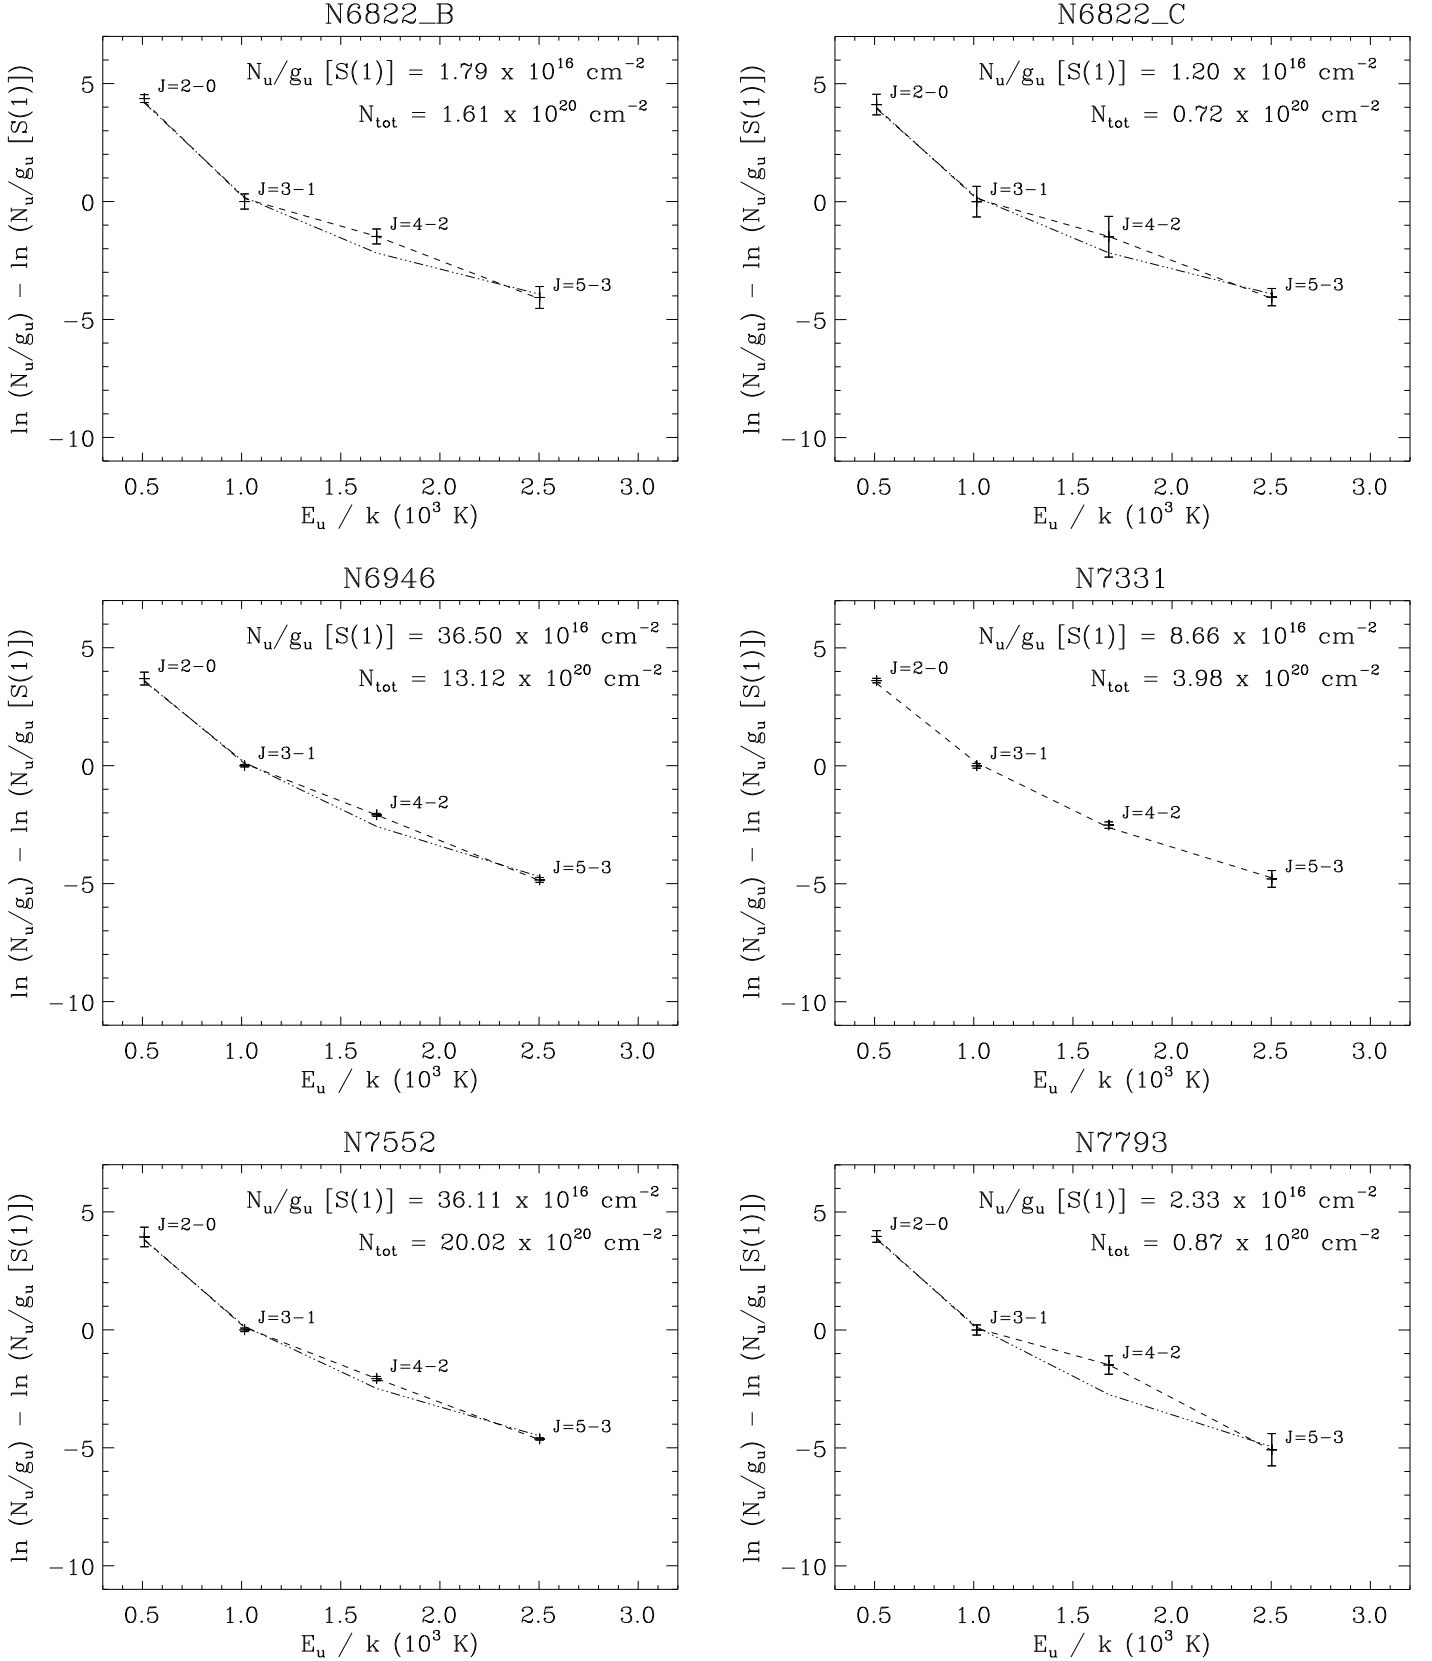 N6822_B
N_u/g_u [S(1)] = 1.79 x 10^16 cm^-2
N_tot = 1.61 x 10^20 cm^-2
J=2-0
J=3-1
J=4-2
J=5-3
5
0
-5
-10
ln (N_u/g_u) - ln (N_u/g_u [S(1)])
0.5 1.0 1.5 2.0 2.5 3.0
E_u / k (10^3 K)
N6822_C
N_u/g_u [S(1)] = 1.20 x 10^16 cm^-2
N_tot = 0.72 x 10^20 cm^-2
J=2-0
J=3-1
J=4-2
J=5-3
5
0
-5
-10
ln (N_u/g_u) - ln (N_u/g_u [S(1)])
0.5 1.0 1.5 2.0 2.5 3.0
E_u / k (10^3 K)
N6946
N_u/g_u [S(1)] = 36.50 x 10^16 cm^-2
N_tot = 13.12 x 10^20 cm^-2
J=2-0
J=3-1
J=4-2
J=5-3
5
0
-5
-10
ln (N_u/g_u) - ln (N_u/g_u [S(1)])
0.5 1.0 1.5 2.0 2.5 3.0
E_u / k (10^3 K)
N7331
N_u/g_u [S(1)] = 8.66 x 10^16 cm^-2
N_tot = 3.98 x 10^20 cm^-2
J=2-0
J=3-1
J=4-2
J=5-3
5
0
-5
-10
ln (N_u/g_u) - ln (N_u/g_u [S(1)])
0.5 1.0 1.5 2.0 2.5 3.0
E_u / k (10^3 K)
N7552
N_u/g_u [S(1)] = 36.11 x 10^16 cm^-2
N_tot = 20.02 x 10^20 cm^-2
J=2-0
J=3-1
J=4-2
J=5-3
5
0
-5
-10
ln (N_u/g_u) - ln (N_u/g_u [S(1)])
0.5 1.0 1.5 2.0 2.5 3.0
E_u / k (10^3 K)
N7793
N_u/g_u [S(1)] = 2.33 x 10^16 cm^-2
N_tot = 0.87 x 10^20 cm^-2
J=2-0
J=3-1
J=4-2
J=5-3
5
0
-5
-10
ln (N_u/g_u) - ln (N_u/g_u [S(1)])
0.5 1.0 1.5 2.0 2.5 3.0
E_u / k (10^3 K)